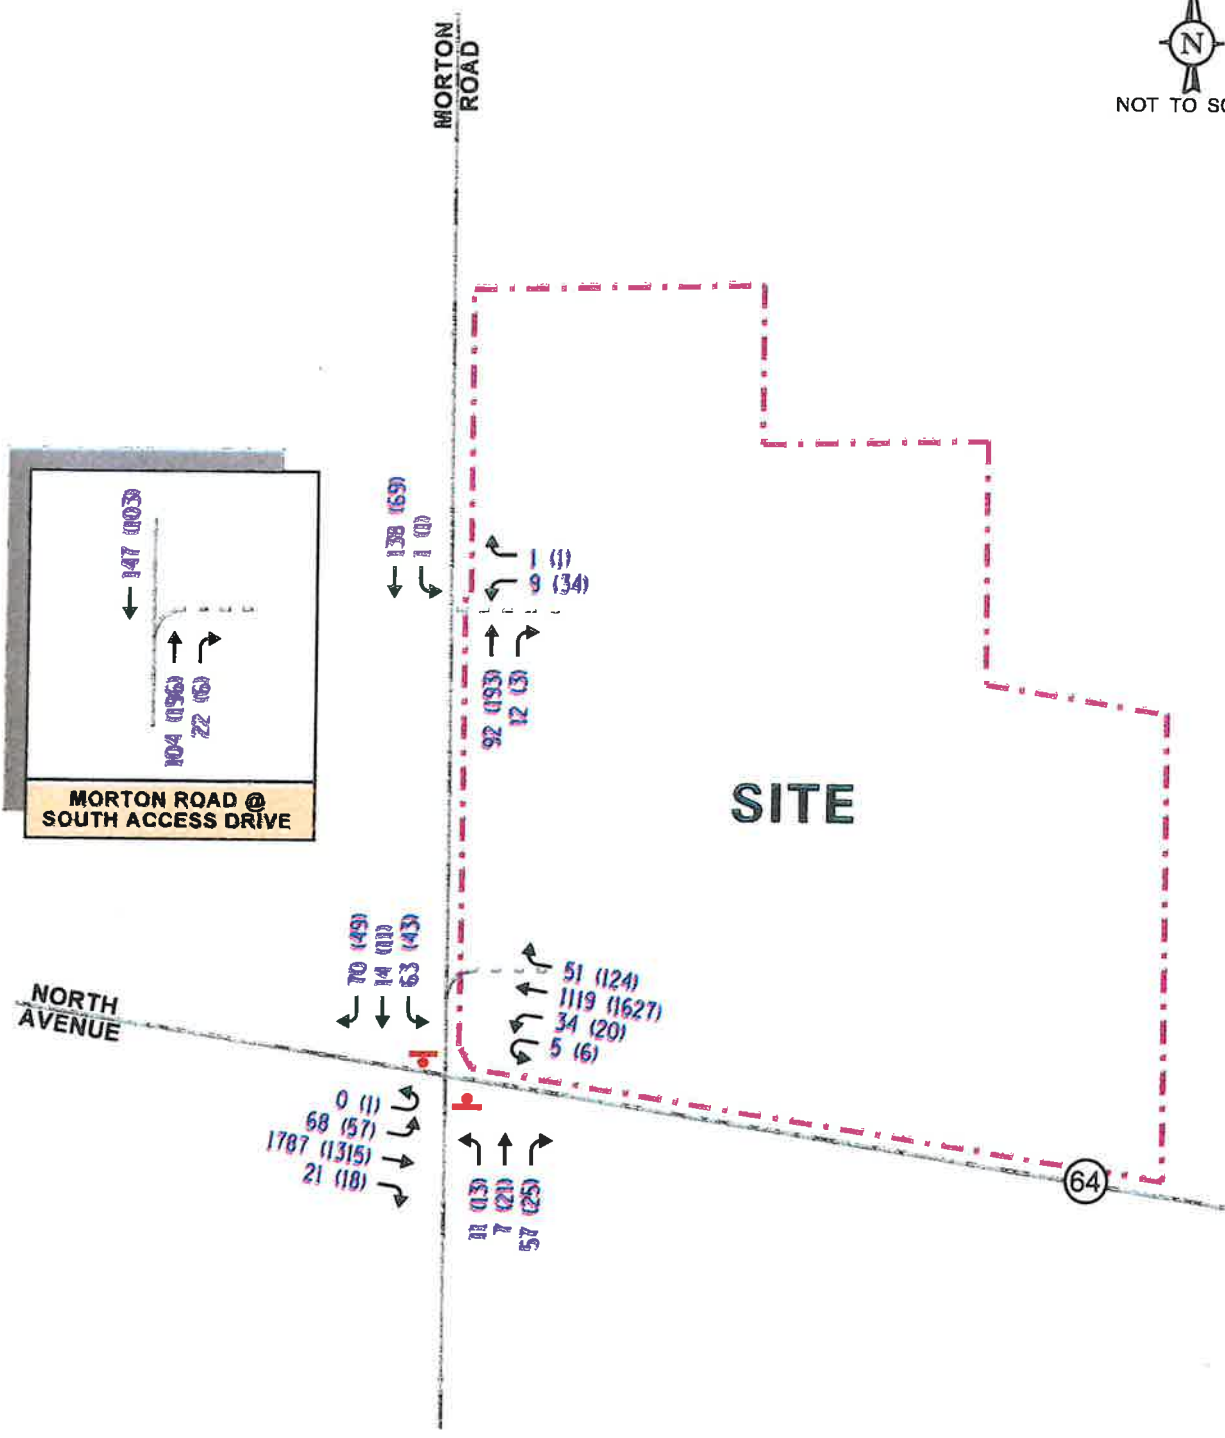 MORTON
ROAD
N
NOT TO SC
147 (103)
104 (196)
22 (6)
MORTON ROAD @
SOUTH ACCESS DRIVE
138 (69)
1 (1)
1 (1)
9 (34)
92 (193)
12 (3)
SITE
70 (49)
14 (11)
63 (43)
51 (124)
1119 (1627)
34 (20)
5 (6)
NORTH
AVENUE
0 (1)
68 (57)
1787 (1315)
21 (18)
11 (13)
7 (21)
57 (25)
64